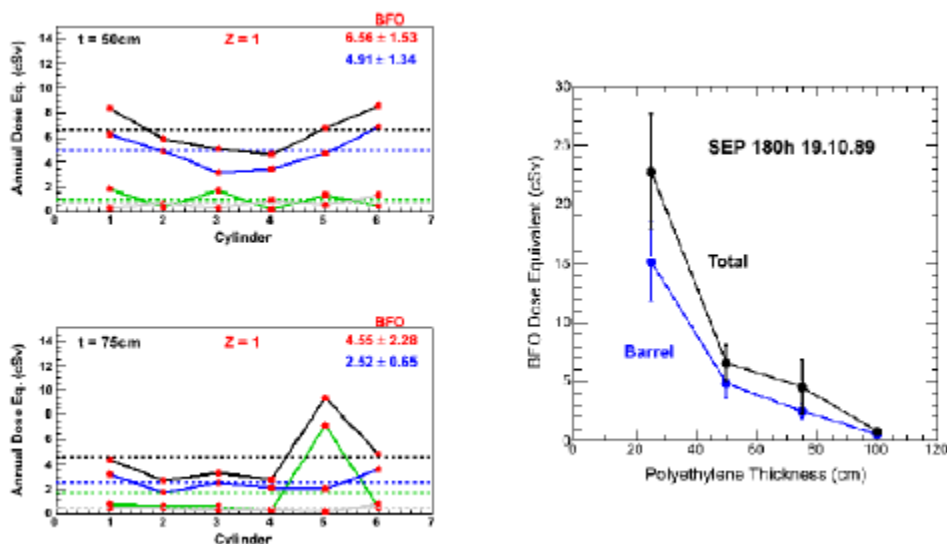 BFO
t = 50cm Z = 1 6.56 ± 1.53
4.91 ± 1.34
Annual Dose Eq. (cSv)
14
12
10
8
6
4
2
0
0 1 2 3 4 5 6 7
Cylinder
BFO
t = 75cm Z = 1 4.55 ± 2.28
2.52 ± 0.65
Annual Dose Eq. (cSv)
14
12
10
8
6
4
2
0
0 1 2 3 4 5 6 7
Cylinder
SEP 180h 19.10.89
Total
Barrel
BFO Dose Equivalent (cSv)
30
25
20
15
10
5
0
0 20 40 60 80 100 120
Polyethylene Thickness (cm)